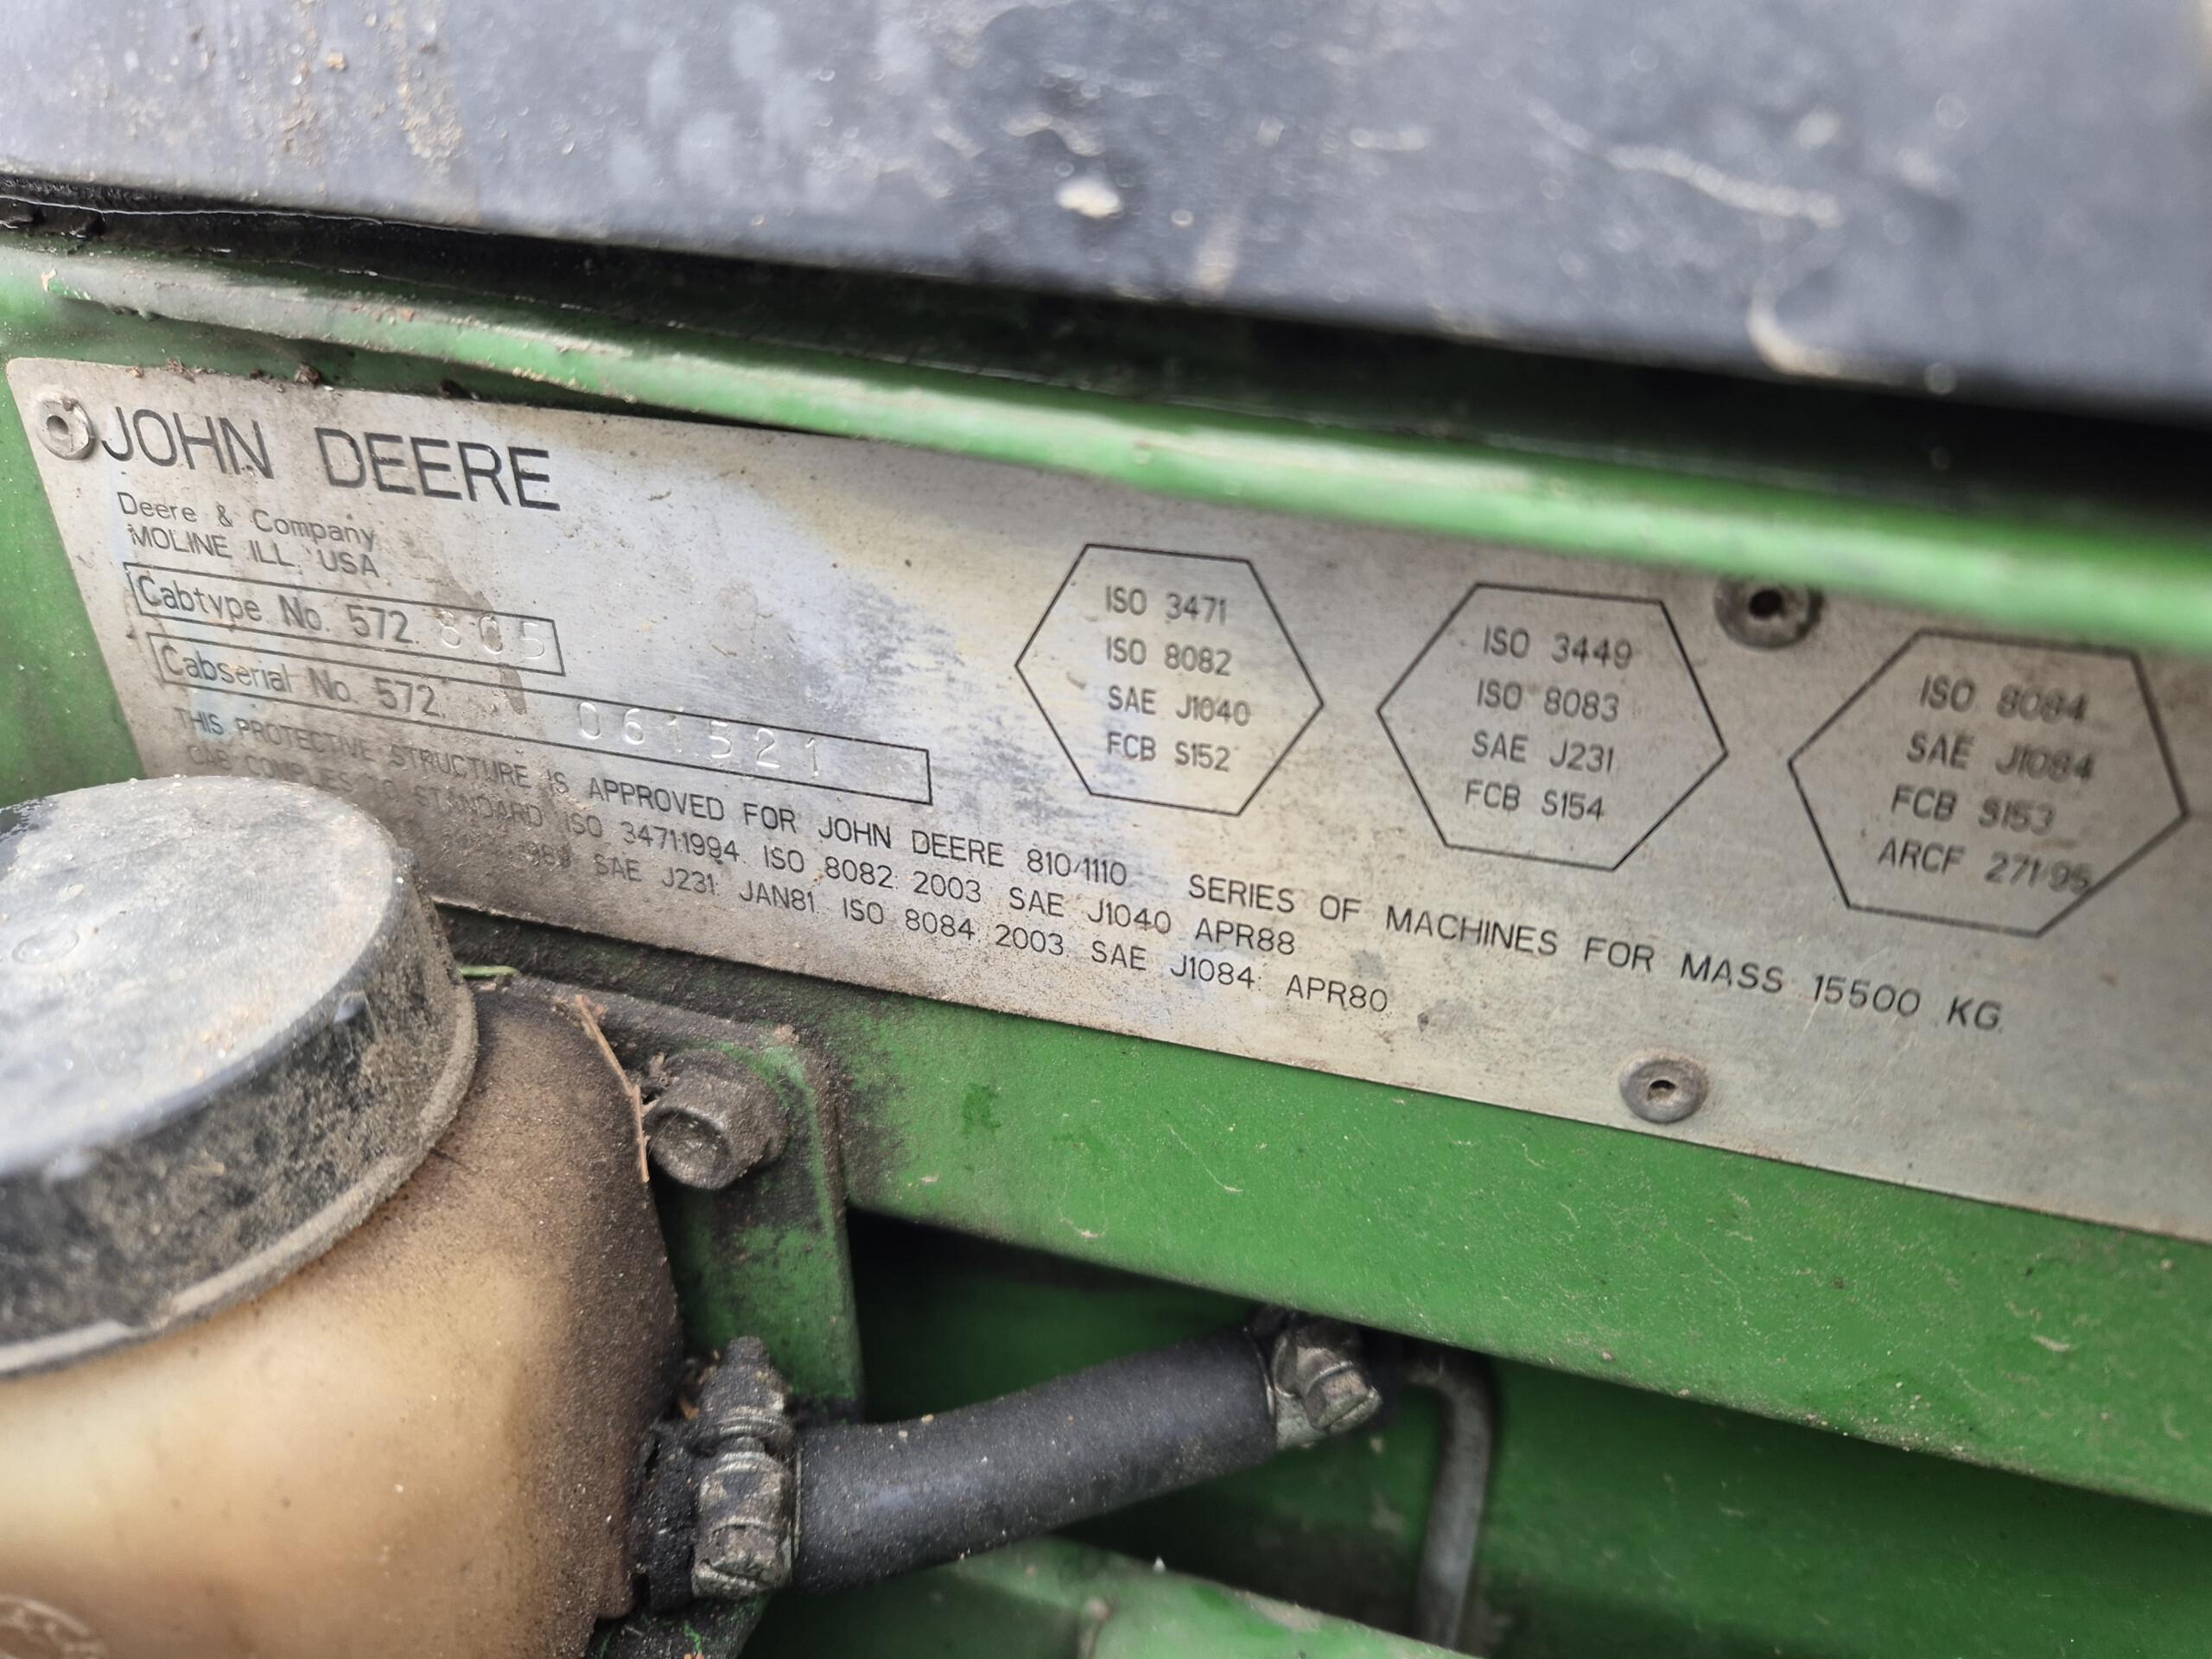 JOHN DEERE
Deere & Company
MOLINE ILL. USA
Cabtype No. 572. 805
Cabserial No. 572. 061521
THIS PROTECTIVE STRUCTURE IS APPROVED FOR JOHN DEERE 810/1110 SERIES OF MACHINES FOR MASS 15500 KG.
CAB COMPLIES TO STANDARD ISO 3471:1994. ISO 8082: 2003 SAE J1040 APR88
SAE J231: JAN81 ISO 8084: 2003 SAE J1084: APR80
ISO 3471
ISO 8082
SAE J1040
FCB S152
ISO 3449
ISO 8083
SAE J231
FCB S154
ISO 8084
SAE J1084
FCB S153
ARCF 271/95